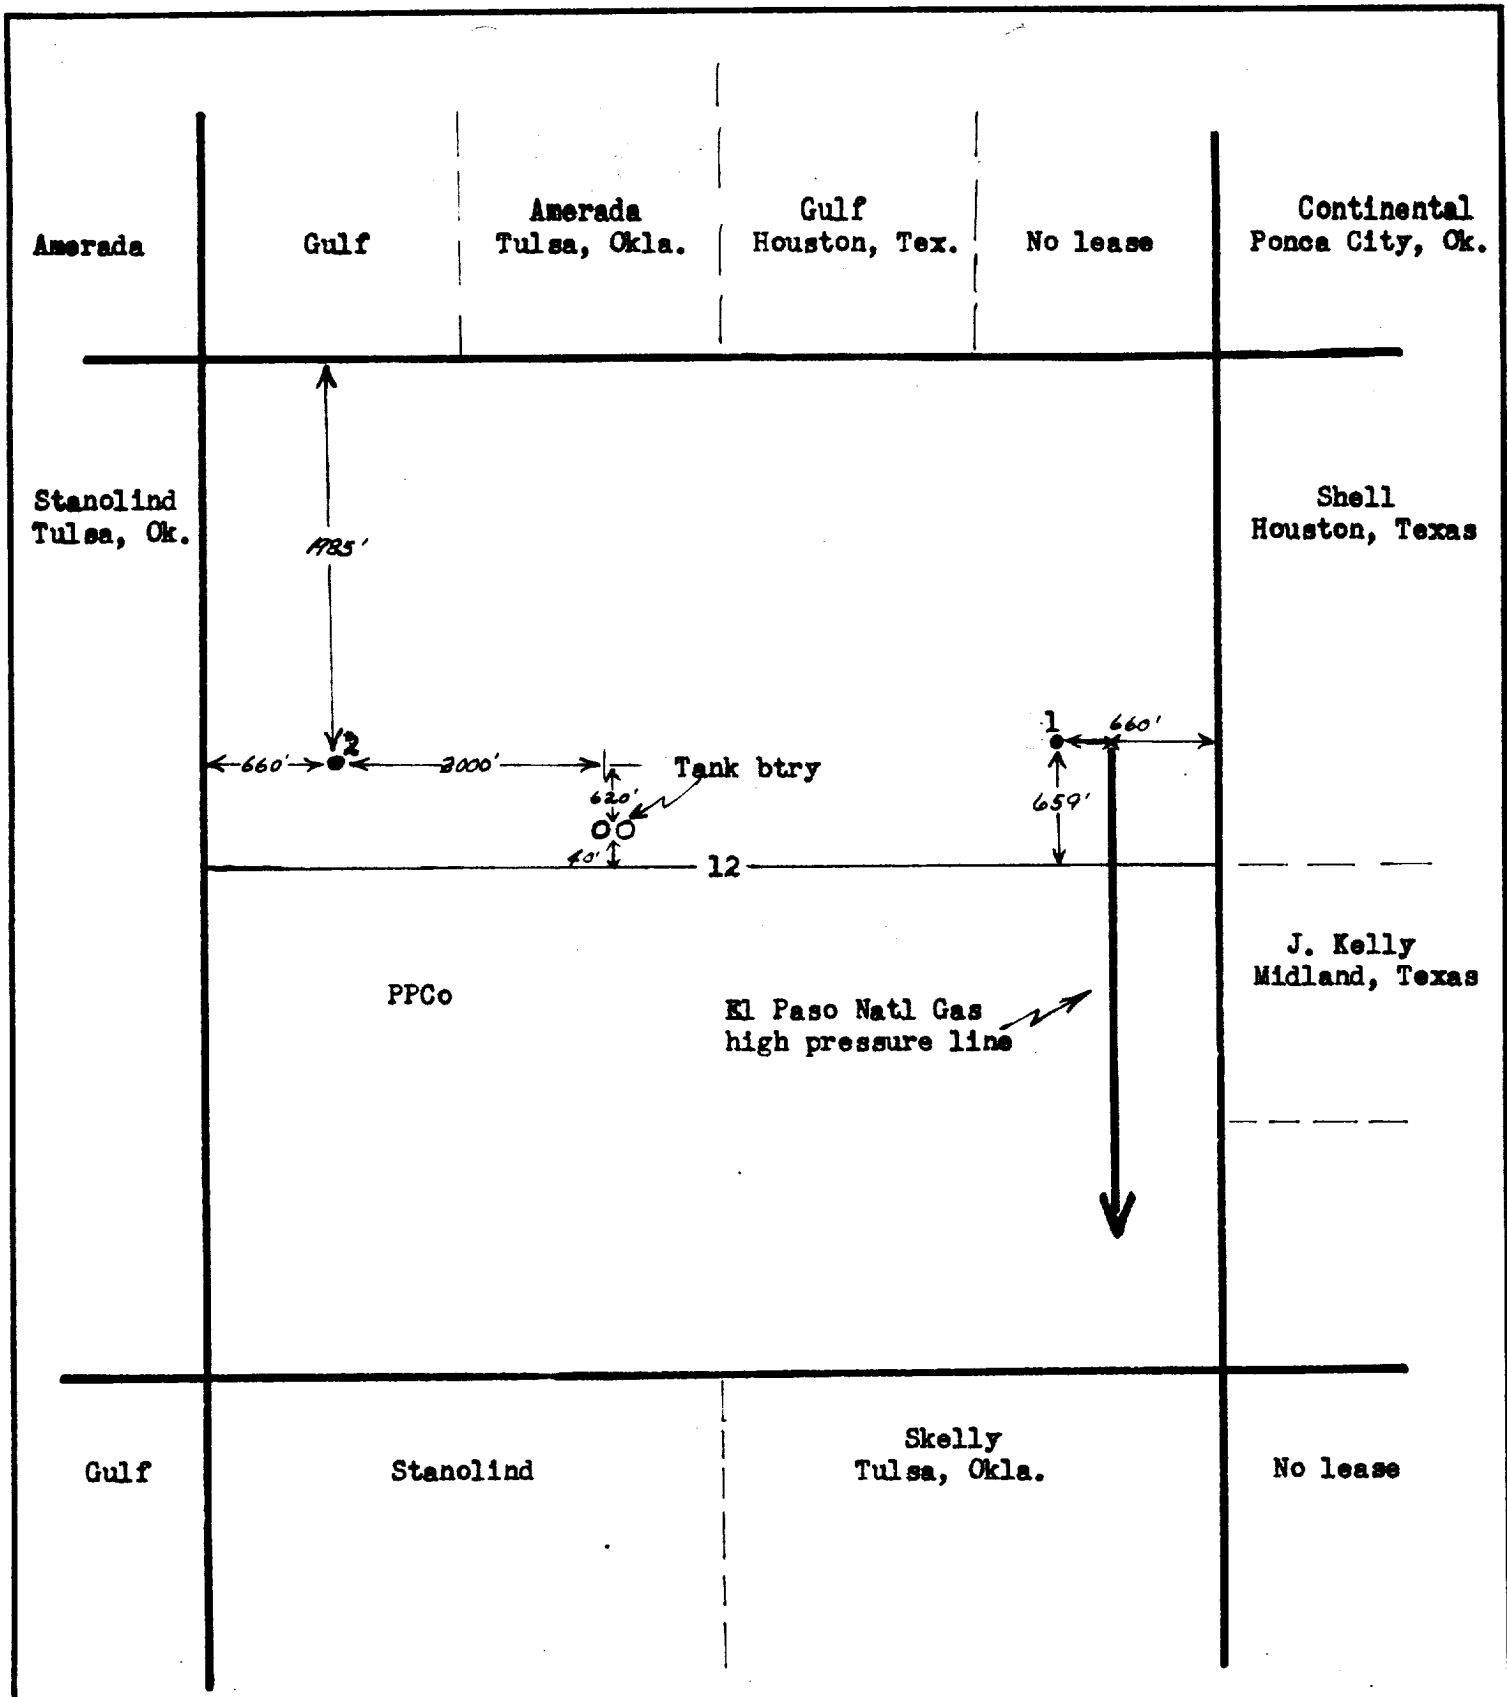 Amerada
Gulf
Amerada
Tulsa, Okla.
Gulf
Houston, Tex.
No lease
Continental
Ponca City, Ok.
Stanolind
Tulsa, Ok.
1985'
Shell
Houston, Texas
2
660'
2000'
Tank btry
620'
40'
1
660'
659'
12
PPCo
El Paso Natl Gas
high pressure line
J. Kelly
Midland, Texas
Gulf
Stanolind
Skelly
Tulsa, Okla.
No lease